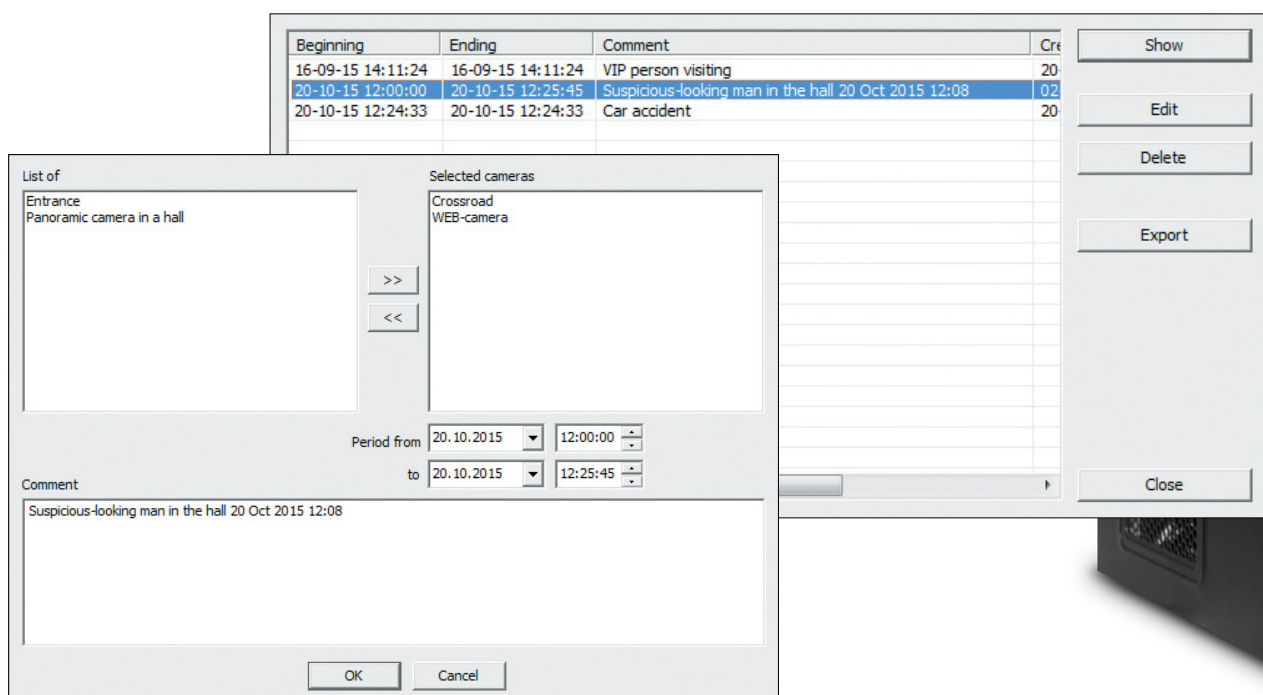 Beginning Ending Comment Cre
16-09-15 14:11:24 16-09-15 14:11:24 VIP person visiting 20-
20-10-15 12:00:00 20-10-15 12:25:45 Suspicious-looking man in the hall 20 Oct 2015 12:08 02
20-10-15 12:24:33 20-10-15 12:24:33 Car accident 20-
Show
Edit
Delete
Export
Close
List of
Entrance
Panoramic camera in a hall
>>
<<
Selected cameras
Crossroad
WEB-camera
Period from 20.10.2015 12:00:00
to 20.10.2015 12:25:45
Comment
Suspicious-looking man in the hall 20 Oct 2015 12:08
OK Cancel